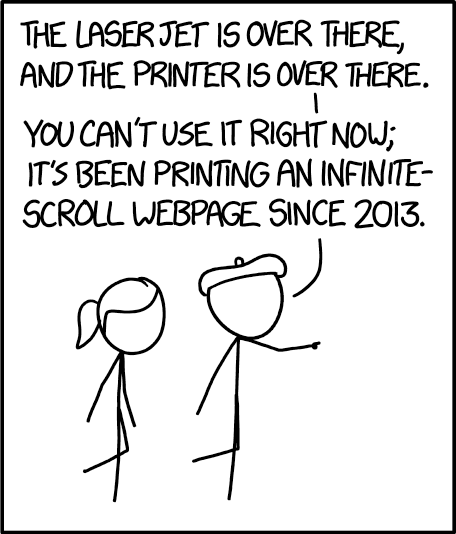 THE LASER JET IS OVER THERE,
AND THE PRINTER IS OVER THERE.
YOU CAN'T USE IT RIGHT NOW;
IT'S BEEN PRINTING AN INFINITE-
SCROLL WEBPAGE SINCE 2013.